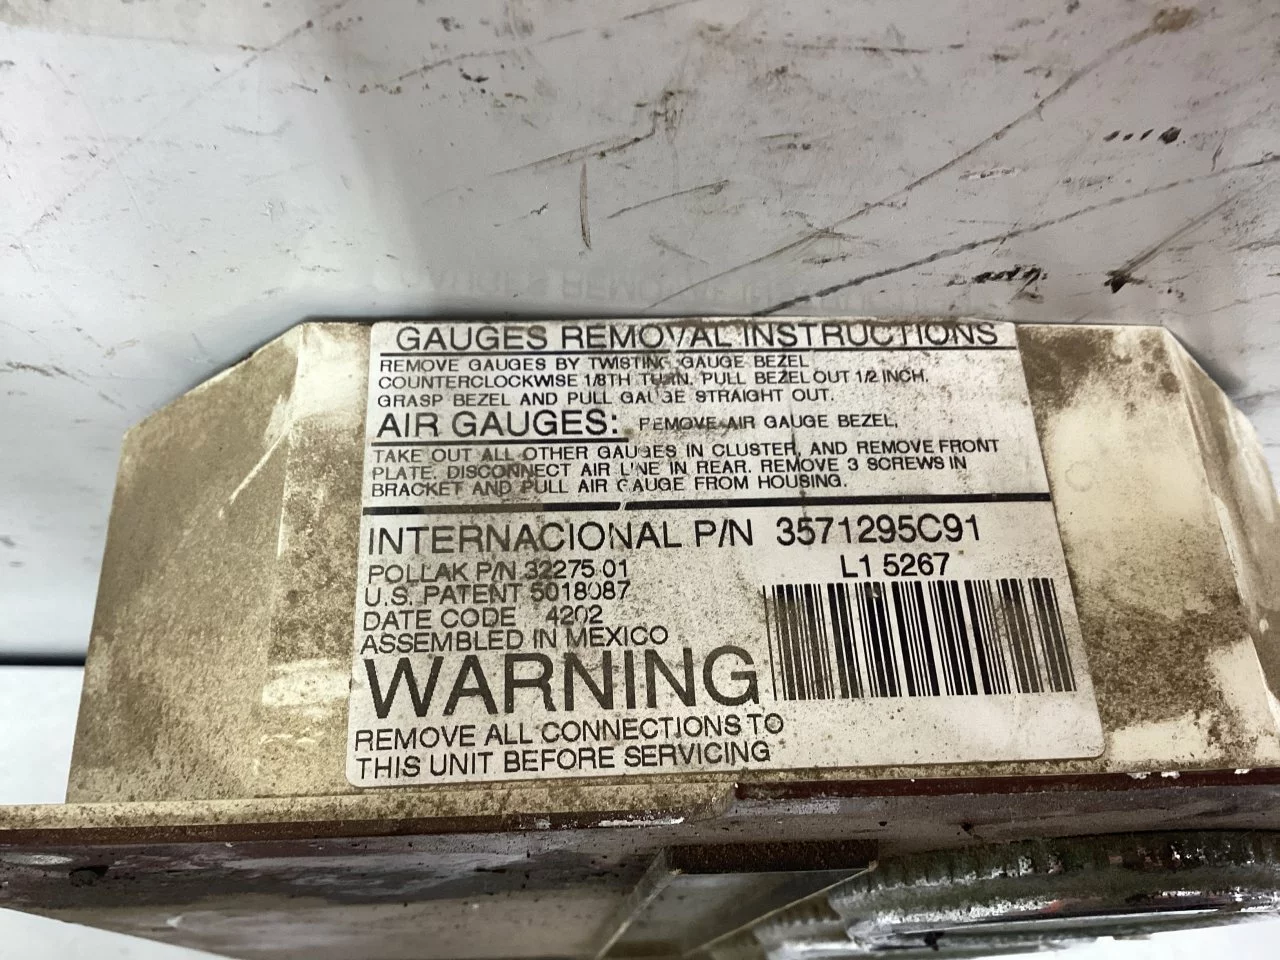 GAUGES REMOVAL INSTRUCTIONS
REMOVE GAUGES BY TWISTING GAUGE BEZEL
COUNTERCLOCKWISE 1/8TH TURN. PULL BEZEL OUT 1/2 INCH.
GRASP BEZEL AND PULL GAUGE STRAIGHT OUT.
AIR GAUGES: REMOVE AIR GAUGE BEZEL,
TAKE OUT ALL OTHER GAUGES IN CLUSTER, AND REMOVE FRONT
PLATE. DISCONNECT AIR LINE IN REAR. REMOVE 3 SCREWS IN
BRACKET AND PULL AIR GAUGE FROM HOUSING.
INTERNACIONAL P/N 3571295C91
L1 5267
POLLAK P/N 32275 01
U.S. PATENT 5018087
DATE CODE 4202
ASSEMBLED IN MEXICO
WARNING
REMOVE ALL CONNECTIONS TO
THIS UNIT BEFORE SERVICING